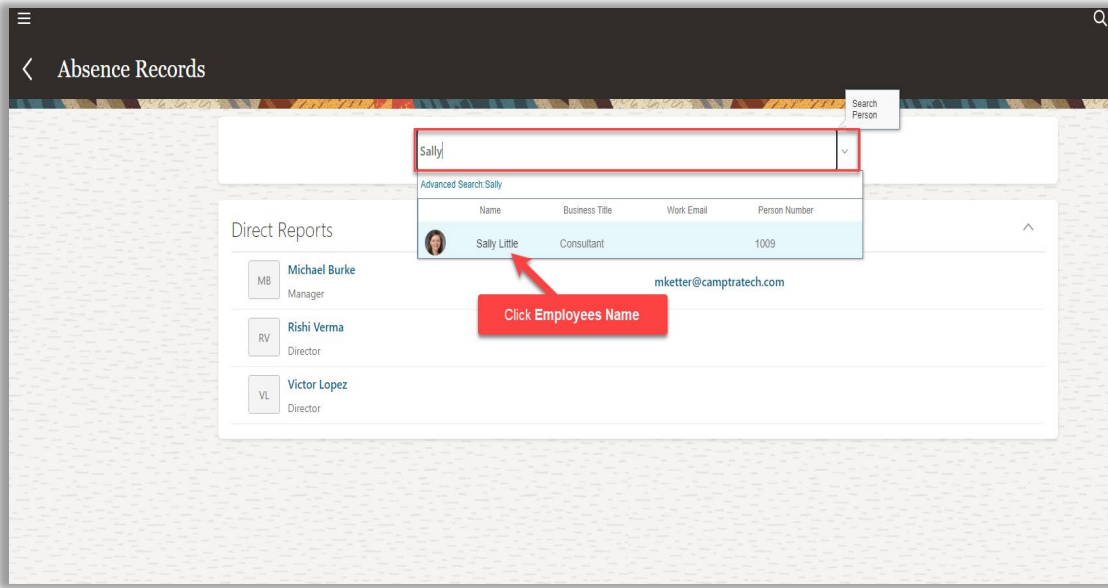 Absence Records
Search
Person
Sally
Advanced Search:Sally
Name Business Title Work Email Person Number
Sally Little Consultant 1009
Direct Reports
MB Michael Burke mketter@camptratech.com
Manager
Click Employees Name
RV Rishi Verma
Director
VL Victor Lopez
Director